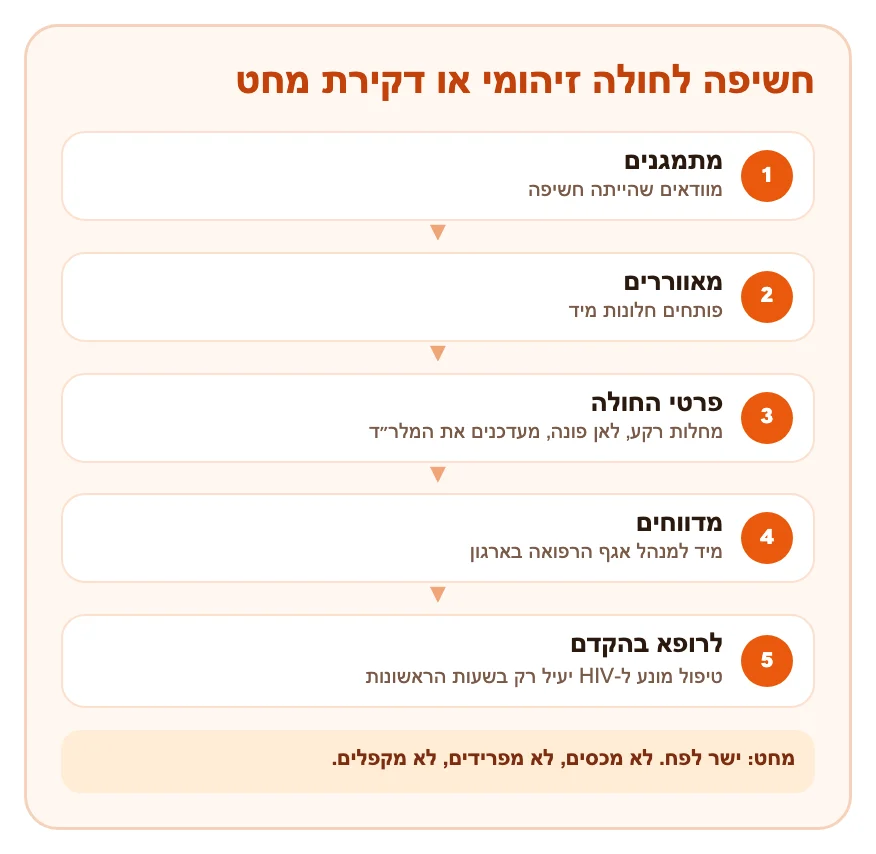 חשיפה לחולה זיהומי או דקירת מחט
1
מתמגנים
מוודאים שהייתה חשיפה
2
מאווררים
פותחים חלונות מיד
3
פרטי החולה
מחלות רקע, לאן פונה, מעדכנים את המלר״ד
4
מדווחים
מיד למנהל אגף הרפואה בארגון
5
לרופא בהקדם
טיפול מונע ל-HIV יעיל רק בשעות הראשונות
מחט: ישר לפח. לא מכסים, לא מפרידים, לא מקפלים.